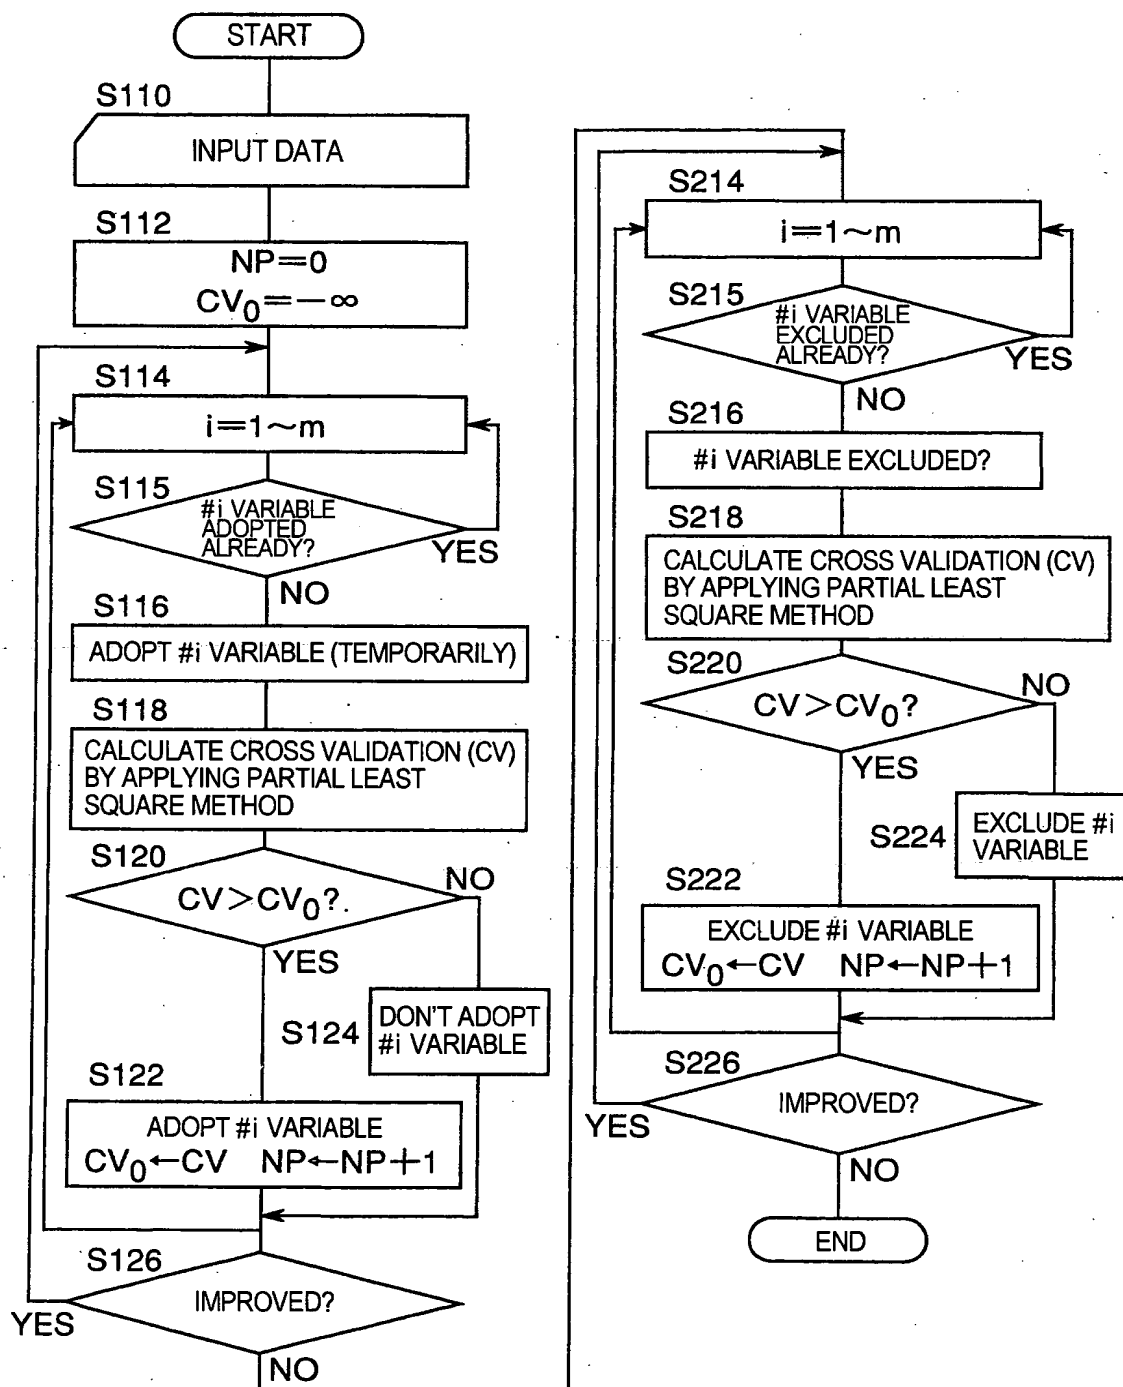 START
S110
INPUT DATA
S112
NP=0
CV0=-∞
S114
i=1~m
S115
#i VARIABLE
ADOPTED
ALREADY?
YES
NO
S116
ADOPT #i VARIABLE (TEMPORARILY)
S118
CALCULATE CROSS VALIDATION (CV)
BY APPLYING PARTIAL LEAST
SQUARE METHOD
S120
CV>CV0?
NO
YES
S124
DON'T ADOPT
#i VARIABLE
S122
ADOPT #i VARIABLE
CV0←CV NP←NP+1
S126
IMPROVED?
YES
NO
S214
i=1~m
S215
#i VARIABLE
EXCLUDED
ALREADY?
YES
NO
S216
#i VARIABLE EXCLUDED?
S218
CALCULATE CROSS VALIDATION (CV)
BY APPLYING PARTIAL LEAST
SQUARE METHOD
S220
CV>CV0?
NO
YES
S224
EXCLUDE #i
VARIABLE
S222
EXCLUDE #i VARIABLE
CV0←CV NP←NP+1
S226
IMPROVED?
YES
NO
END